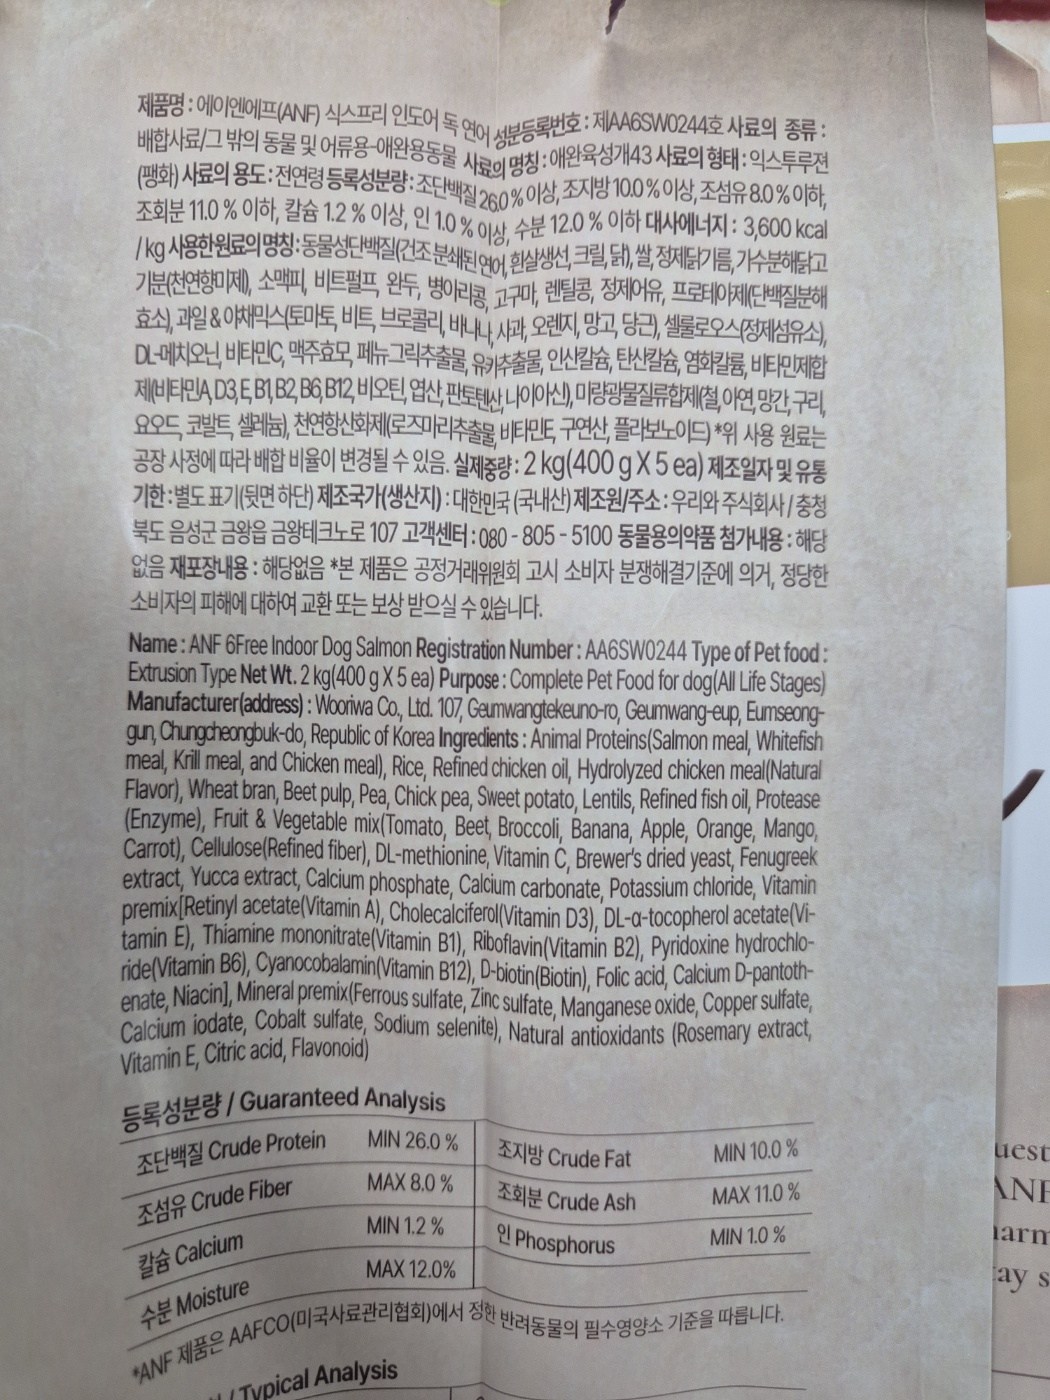 제품명 : 에이엔에프(ANF) 식스프리 인도어 독 연어 성분등록번호 : 제AA6SW0244호 사료의 종류 :
배합사료/그 밖의 동물 및 어류용-애완용동물 사료의 명칭 : 애완육성개43 사료의 형태 : 익스투루젼
(팽화) 사료의 용도 : 전연령 등록성분량 : 조단백질 26.0 % 이상, 조지방 10.0 % 이상, 조섬유 8.0 % 이하,
조회분 11.0 % 이하, 칼슘 1.2 % 이상, 인 1.0 % 이상, 수분 12.0 % 이하 대사에너지 : 3,600 kcal
/ kg 사용한 원료의 명칭 : 동물성단백질(건조 분쇄된 연어, 흰살생선, 크릴, 닭), 쌀, 정제닭기름, 가수분해닭고
기분(천연향미제), 소맥피, 비트펄프, 완두, 병아리콩, 고구마, 렌틸콩, 정제어유, 프로테아제(단백질분해
효소), 과일 & 야채믹스(토마토, 비트, 브로콜리, 바나나, 사과, 오렌지, 망고, 당근), 셀룰로오스(정제섬유소),
DL-메치오닌, 비타민C, 맥주효모, 페뉴그릭추출물, 유카추출물, 인산칼슘, 탄산칼슘, 염화칼륨, 비타민제합
제(비타민A, D3, E, B1, B2, B6, B12, 비오틴, 엽산, 판토텐산, 나이아신), 미량광물질류합제(철, 아연, 망간, 구리,
요오드, 코발트, 셀레늄), 천연항산화제(로즈마리추출물, 비타민E, 구연산, 플라보노이드) *위 사용 원료는
공장 사정에 따라 배합 비율이 변경될 수 있음. 실제중량 : 2 kg(400 g X 5 ea) 제조일자 및 유통
기한 : 별도 표기(뒷면 하단) 제조국가(생산지) : 대한민국 (국내산) 제조원/주소 : 우리와 주식회사 / 충청
북도 음성군 금왕읍 금왕테크노로 107 고객센터 : 080 - 805 - 5100 동물용의약품 첨가내용 : 해당
없음 재포장내용 : 해당없음 *본 제품은 공정거래위원회 고시 소비자 분쟁해결기준에 의거, 정당한
소비자의 피해에 대하여 교환 또는 보상 받으실 수 있습니다.
Name : ANF 6Free Indoor Dog Salmon Registration Number : AA6SW0244 Type of Pet food :
Extrusion Type Net Wt. 2 kg(400 g X 5 ea) Purpose : Complete Pet Food for dog(All Life Stages)
Manufacturer(address) : Wooriwa Co., Ltd. 107, Geumwangtekeuno-ro, Geumwang-eup, Eumseong-
gun, Chungcheongbuk-do, Republic of Korea Ingredients : Animal Proteins(Salmon meal, Whitefish
meal, Krill meal, and Chicken meal), Rice, Refined chicken oil, Hydrolyzed chicken meal(Natural
Flavor), Wheat bran, Beet pulp, Pea, Chick pea, Sweet potato, Lentils, Refined fish oil, Protease
(Enzyme), Fruit & Vegetable mix(Tomato, Beet, Broccoli, Banana, Apple, Orange, Mango,
Carrot), Cellulose(Refined fiber), DL-methionine, Vitamin C, Brewer's dried yeast, Fenugreek
extract, Yucca extract, Calcium phosphate, Calcium carbonate, Potassium chloride, Vitamin
premix[Retinyl acetate(Vitamin A), Cholecalciferol(Vitamin D3), DL-α-tocopherol acetate(Vi-
tamin E), Thiamine mononitrate(Vitamin B1), Riboflavin(Vitamin B2), Pyridoxine hydrochlo-
ride(Vitamin B6), Cyanocobalamin(Vitamin B12), D-biotin(Biotin), Folic acid, Calcium D-pantoth-
enate, Niacin], Mineral premix(Ferrous sulfate, Zinc sulfate, Manganese oxide, Copper sulfate,
Calcium iodate, Cobalt sulfate, Sodium selenite), Natural antioxidants (Rosemary extract,
Vitamin E, Citric acid, Flavonoid)
등록성분량 / Guaranteed Analysis
조단백질 Crude Protein MIN 26.0 % 조지방 Crude Fat MIN 10.0 %
조섬유 Crude Fiber MAX 8.0 % 조회분 Crude Ash MAX 11.0 %
칼슘 Calcium MIN 1.2 % 인 Phosphorus MIN 1.0 %
수분 Moisture MAX 12.0%
*ANF 제품은 AAFCO(미국사료관리협회)에서 정한 반려동물의 필수영양소 기준을 따릅니다.
/ Typical Analysis